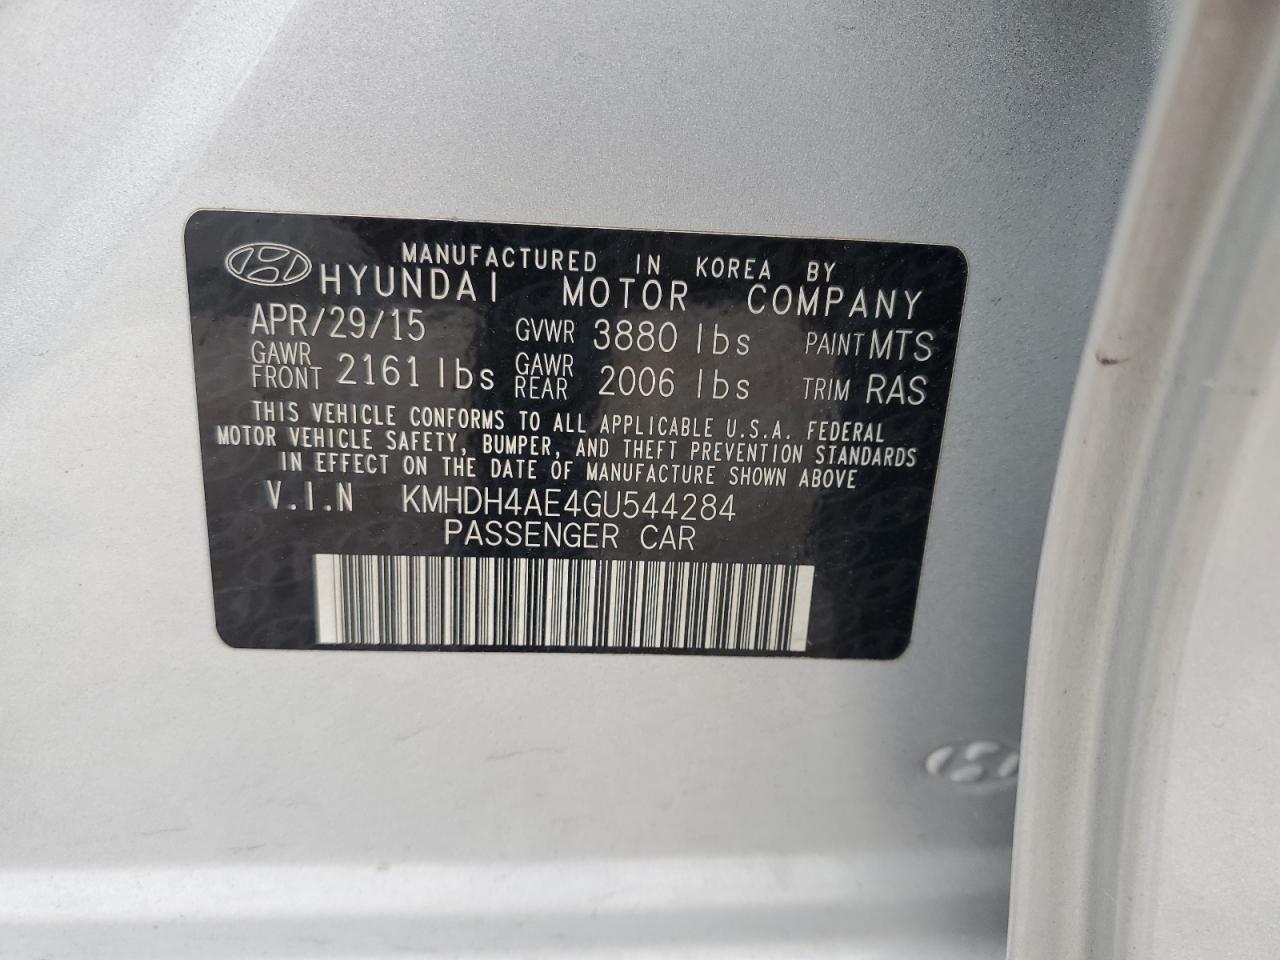 MANUFACTURED IN KOREA BY
HYUNDAI MOTOR COMPANY
APR/29/15 GVWR 3880 lbs PAINT MTS
GAWR FRONT 2161 lbs GAWR REAR 2006 lbs TRIM RAS
THIS VEHICLE CONFORMS TO ALL APPLICABLE U.S.A. FEDERAL
MOTOR VEHICLE SAFETY, BUMPER, AND THEFT PREVENTION STANDARDS
IN EFFECT ON THE DATE OF MANUFACTURE SHOWN ABOVE
V.I.N KMHDH4AE4GU544284
PASSENGER CAR